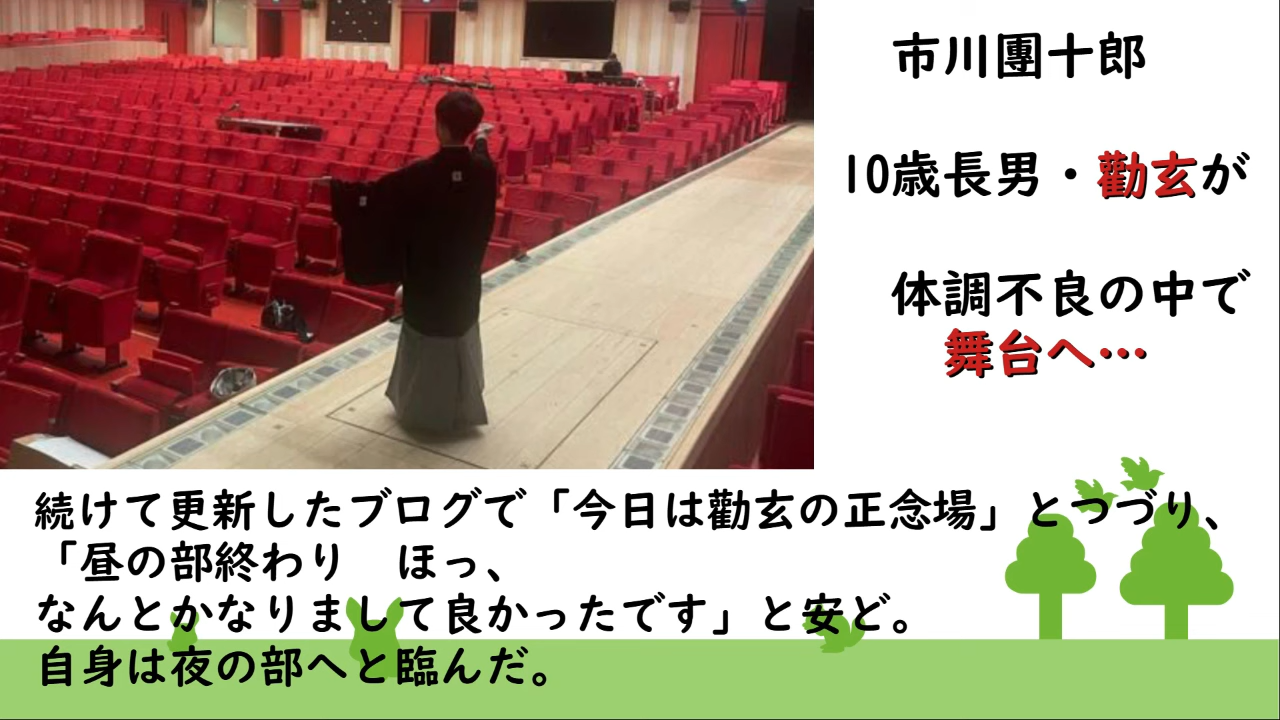 市川團十郎
10歳長男・勸玄が
体調不良の中で
舞台へ…
続けて更新したブログで「今日は勸玄の正念場」とつづり、
「昼の部終わり　ほっ、
なんとかなりまして良かったです」と安ど。
自身は夜の部へと臨んだ。